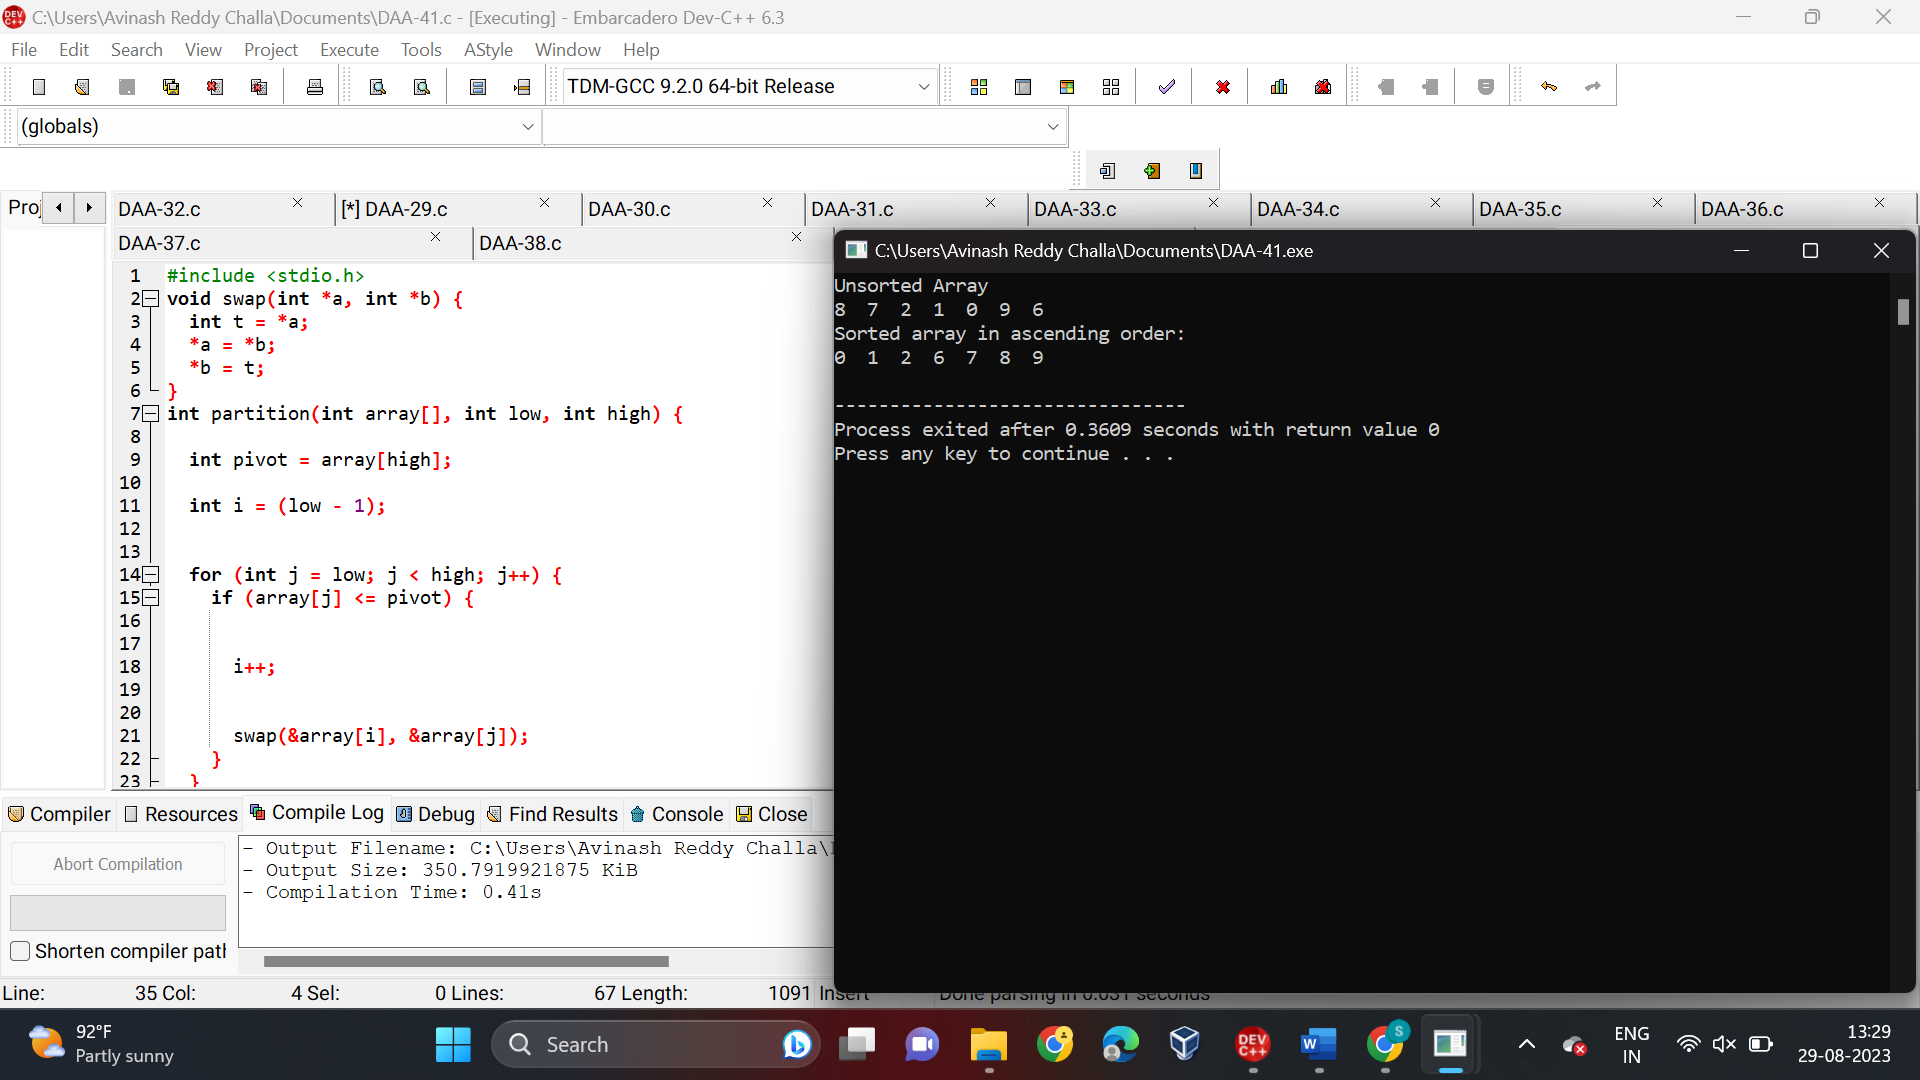 C:\Users\Avinash Reddy Challa\Documents\DAA-41.c - [Executing] - Embarcadero Dev-C++ 6.3
File Edit Search View Project Execute Tools AStyle Window Help
TDM-GCC 9.2.0 64-bit Release
(globals)
Proj
DAA-32.c [*] DAA-29.c DAA-30.c DAA-31.c DAA-33.c DAA-34.c DAA-35.c DAA-36.c
DAA-37.c DAA-38.c
1 #include <stdio.h>
2 void swap(int *a, int *b) {
3 int t = *a;
4 *a = *b;
5 *b = t;
6 }
7 int partition(int array[], int low, int high) {
8
9 int pivot = array[high];
10
11 int i = (low - 1);
12
13
14 for (int j = low; j < high; j++) {
15 if (array[j] <= pivot) {
16
17
18 i++;
19
20
21 swap(&array[i], &array[j]);
22 }
23 }
C:\Users\Avinash Reddy Challa\Documents\DAA-41.exe
Unsorted Array
8 7 2 1 0 9 6
Sorted array in ascending order:
0 1 2 6 7 8 9
--------------------------------
Process exited after 0.3609 seconds with return value 0
Press any key to continue . . .
Compiler Resources Compile Log Debug Find Results Console Close
Abort Compilation
Shorten compiler path
- Output Filename: C:\Users\Avinash Reddy Challa\
- Output Size: 350.7919921875 KiB
- Compilation Time: 0.41s
Line: 35 Col: 4 Sel: 0 Lines: 67 Length: 1091 Insert Done parsing in 0.031 seconds
92°F
Partly sunny
Search
DEV C++
W
S
ENG
IN
13:29
29-08-2023